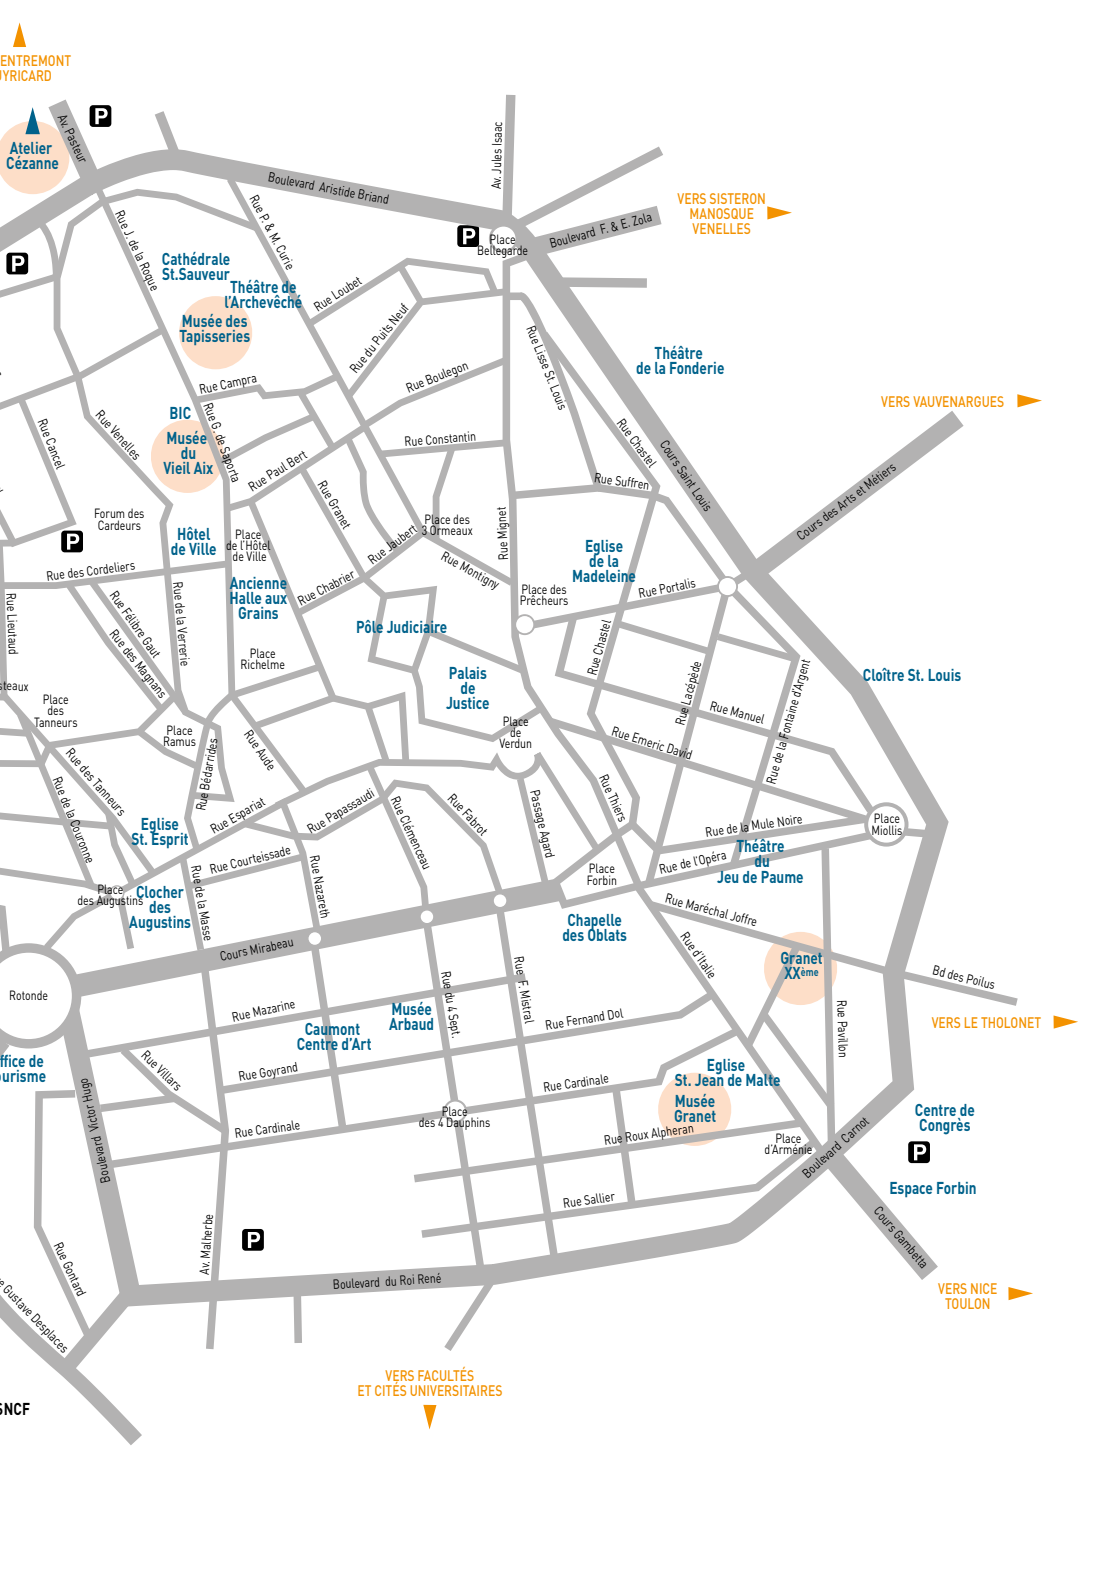 ENTREMONT
YRICARD
P
Av. Pasteur
Atelier
Cézanne
Boulevard Aristide Briand
Av. Jules Isaac
VERS SISTERON
MANOSQUE
VENELLES
P
Place
Bellegarde
Boulevard F. & E. Zola
P
Rue J. de la Roque
Rue P. & M. Curie
Cathédrale
St.Sauveur
Théâtre de
l'Archevêché
Rue Loubet
Musée des
Tapisseries
Rue du Puits Neuf
Rue Lisse St. Louis
Théâtre
de la Fonderie
Rue Campra
Rue Boulegon
VERS VAUVENARGUES
BIC
Rue G. de Saporta
Rue Cancel
Rue Venelles
Musée
du
Vieil Aix
Rue Paul Bert
Rue Constantin
Rue Chastel
Cours Saint Louis
Cours des Arts et Métiers
Rue Suffren
Rue Granet
Forum des
Cardeurs
P
Hôtel
de Ville
Place
de l'Hôtel
de Ville
Rue Jaubert
Place des
3 Ormeaux
Rue Mignet
Rue Montigny
Eglise
de la
Madeleine
Rue des Cordeliers
Ancienne
Halle aux
Grains
Rue Chabrier
Place des
Prêcheurs
Rue Portalis
Rue Lieutaud
Rue Félibre Gaut
Rue des Magnans
Rue de la Verrerie
Pôle Judiciaire
Rue Chastel
Place
Richelme
Palais
de
Justice
Rue Lacépède
Rue de la Fontaine d'Argent
Cloître St. Louis
steaux
Place
des
Tanneurs
Place
Ramus
Rue Aude
Place
de
Verdun
Rue Manuel
Rue Emeric David
Rue des Tanneurs
Rue de la Couronne
Rue Bédarrides
Rue Espariat
Rue Papassaudi
Rue Clémenceau
Rue Fabrot
Passage Agard
Rue Thiers
Eglise
St. Esprit
Rue de la Mule Noire
Place
Miollis
Rue Courteissade
Rue Nazareth
Rue de l'Opéra
Théâtre
du
Jeu de Paume
Place
Forbin
Place
des Augustins
Clocher
des
Augustins
Rue de la Masse
Rue Maréchal Joffre
Chapelle
des Oblats
Cours Mirabeau
Rue d'Italie
Granet
XXème
Bd des Poilus
Rotonde
Rue du 4 Sept.
Rue F. Mistral
Rue Mazarine
Musée
Arbaud
Rue Fernand Dol
Rue Pavillon
VERS LE THOLONET
Caumont
Centre d'Art
ffice de
urisme
Rue Villars
Rue Goyrand
Eglise
St. Jean de Malte
Rue Cardinale
Musée
Granet
Boulevard Victor Hugo
Rue Cardinale
Place
des 4 Dauphins
Rue Roux Alpheran
Place
d'Arménie
Boulevard Carnot
Centre de
Congrès
P
Espace Forbin
Rue Sallier
Cours Gambetta
Av. Malherbe
P
Rue Gontard
Boulevard du Roi René
VERS NICE
TOULON
e Gustave Desplaces
VERS FACULTÉS
ET CITÉS UNIVERSITAIRES
SNCF